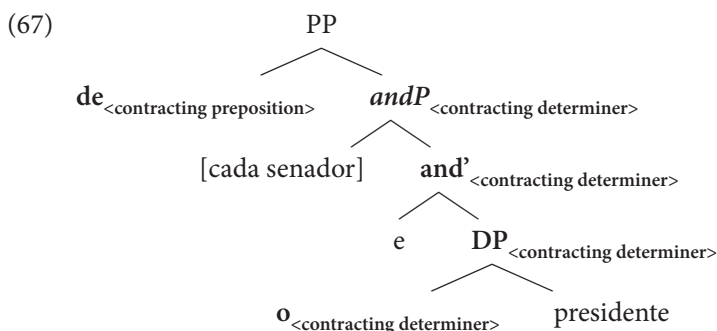 (67) PP
de<contracting preposition> andP<contracting determiner>
[cada senador] and’<contracting determiner>
e DP<contracting determiner>
o<contracting determiner> presidente